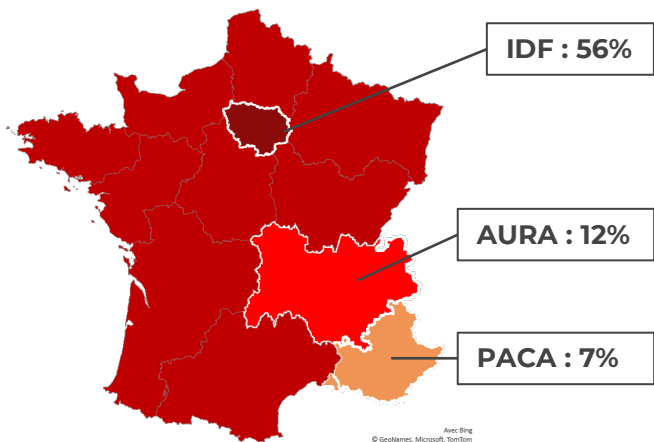 IDF : 56%
AURA : 12%
PACA : 7%
Avec Bing
© GeoNames, Microsoft, TomTom